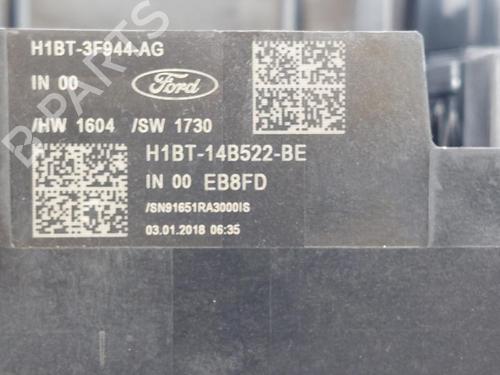 H1BT-3F944-AG
IN 00 Ford
/HW 1604 /SW 1730
H1BT-14B522-BE
IN 00 EB8FD
/SN91651RA3000IS
03.01.2018 06:35
B PARTS